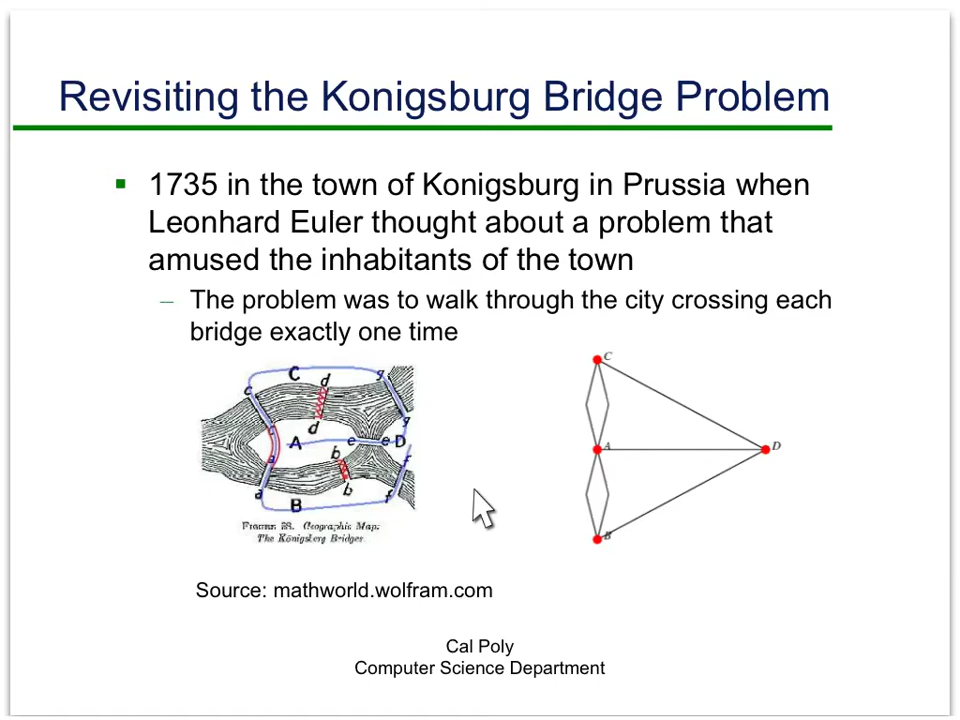 Revisiting the Konigsburg Bridge Problem
1735 in the town of Konigsburg in Prussia when
Leonhard Euler thought about a problem that
amused the inhabitants of the town
– The problem was to walk through the city crossing each
bridge exactly one time
C
c
d
g
c
d
g
A
e
e
D
a
b
f
a
b
f
B
FIGURE 98. Geographic Map:
The Königsberg Bridges.
C
A
D
B
Source: mathworld.wolfram.com
Cal Poly
Computer Science Department